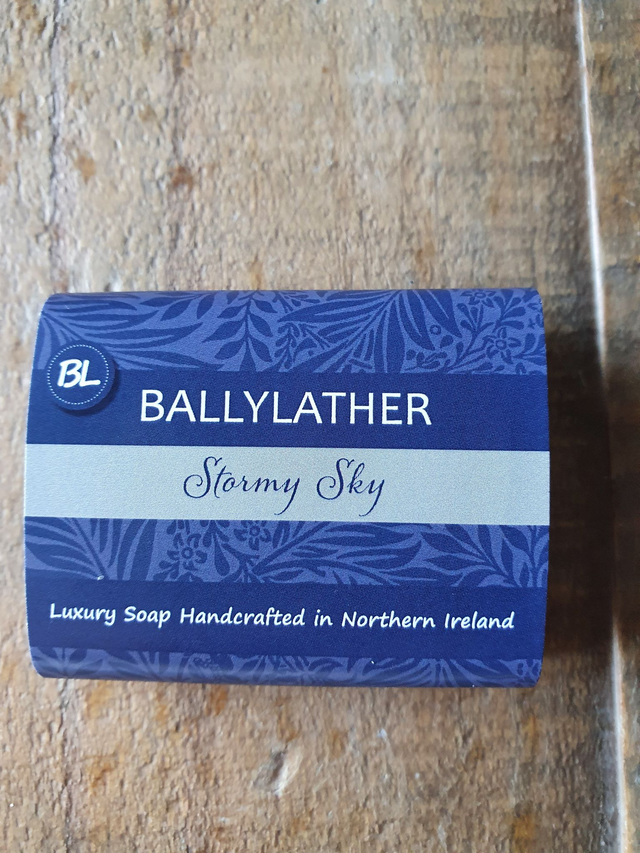 BL
BALLYLATHER
Stormy Sky
Luxury Soap Handcrafted in Northern Ireland